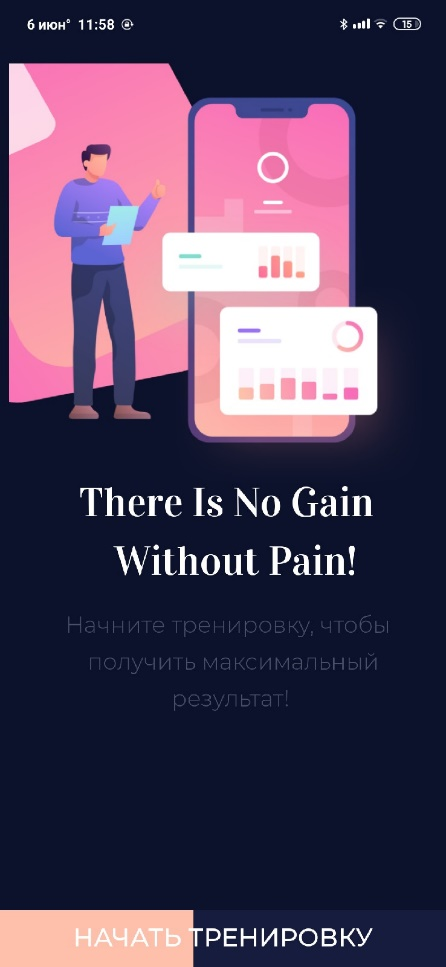 6 июн° 11:58 15
There Is No Gain
Without Pain!
Начните тренировку, чтобы
получить максимальный
результат!
НАЧАТЬ ТРЕНИРОВКУ